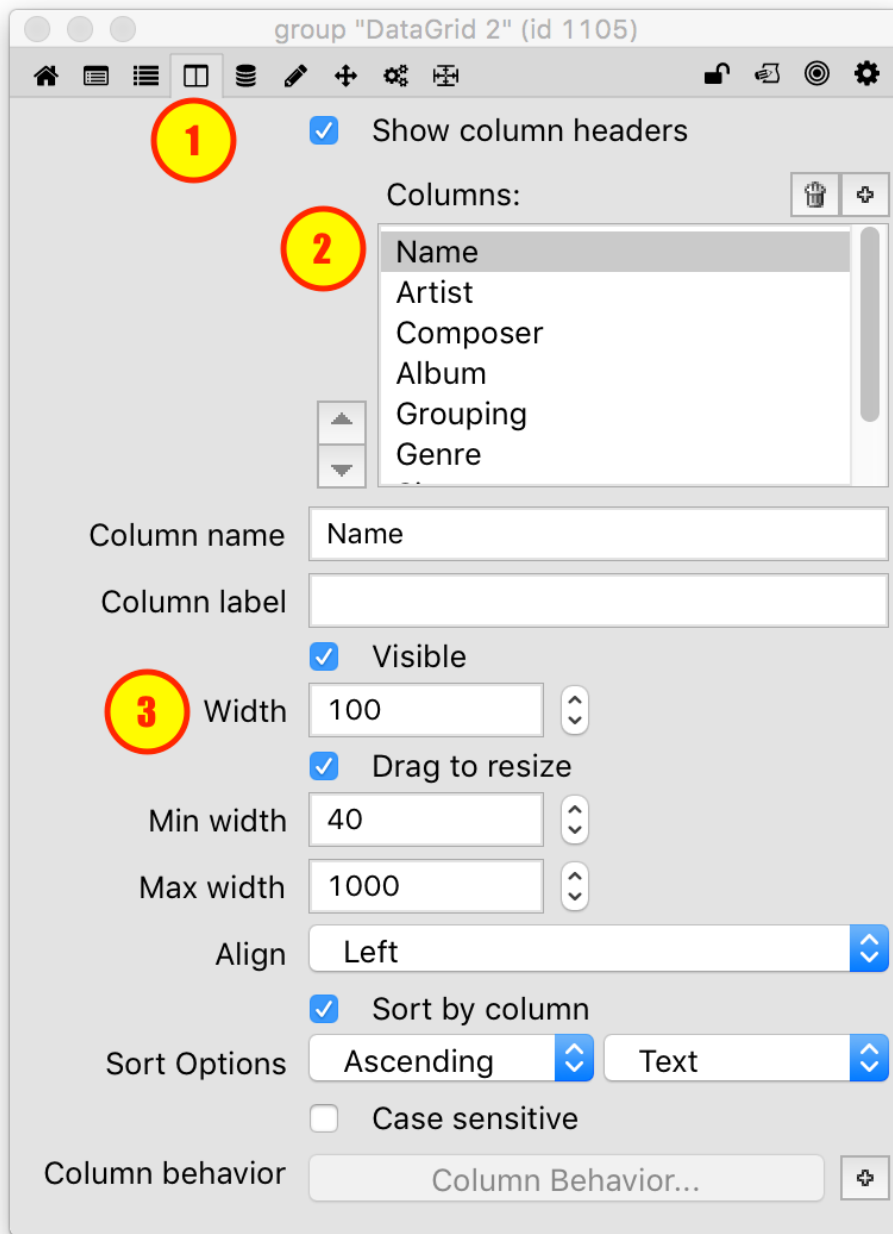 group "DataGrid 2" (id 1105)
1
Show column headers
Columns:
2
Name
Artist
Composer
Album
Grouping
Genre
Column name Name
Column label
Visible
3 Width 100
Drag to resize
Min width 40
Max width 1000
Align Left
Sort by column
Sort Options Ascending Text
Case sensitive
Column behavior Column Behavior...